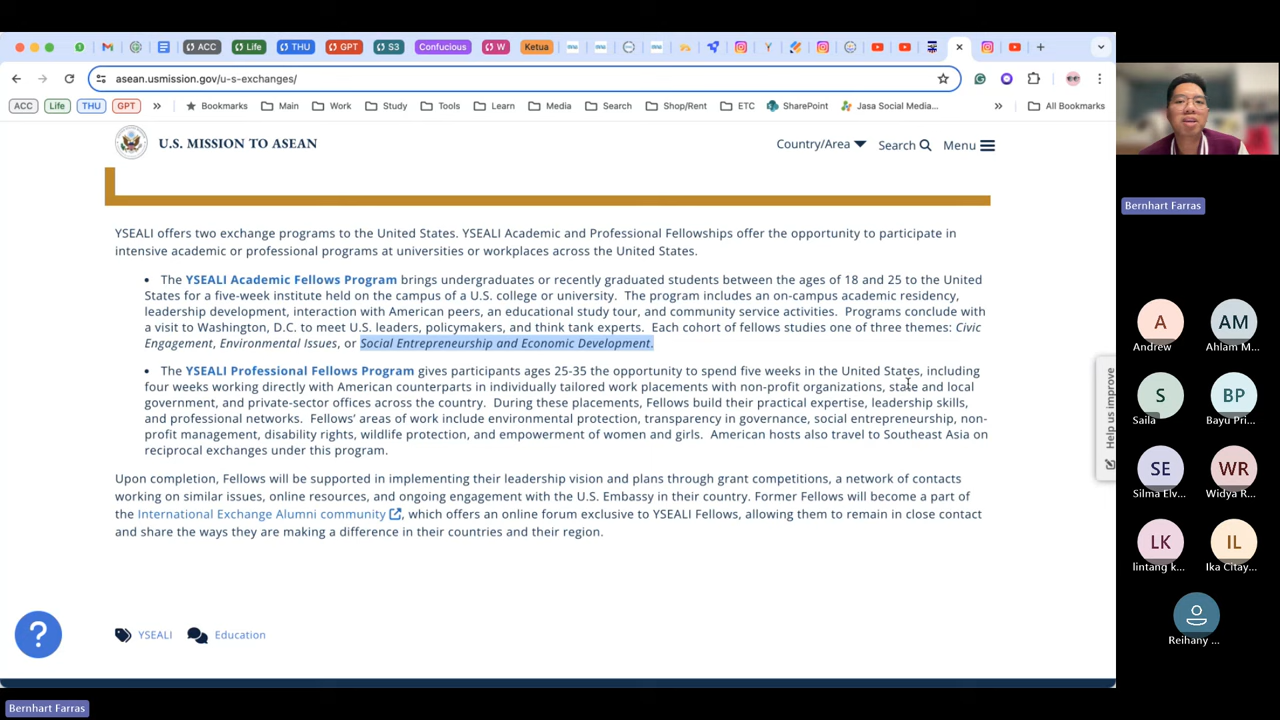 ACC
Life
THU
GPT
S3
Confucious
W
Ketua
asean.usmission.gov/u-s-exchanges/
ACC
Life
THU
GPT
Bookmarks
Main
Work
Study
Tools
Learn
Media
Search
Shop/Rent
ETC
SharePoint
Jasa Social Media...
All Bookmarks
U.S. MISSION TO ASEAN
Country/Area
Search
Menu
YSEALI offers two exchange programs to the United States. YSEALI Academic and Professional Fellowships offer the opportunity to participate in
intensive academic or professional programs at universities or workplaces across the United States.
• The YSEALI Academic Fellows Program brings undergraduates or recently graduated students between the ages of 18 and 25 to the United
States for a five-week institute held on the campus of a U.S. college or university. The program includes an on-campus academic residency,
leadership development, interaction with American peers, an educational study tour, and community service activities. Programs conclude with
a visit to Washington, D.C. to meet U.S. leaders, policymakers, and think tank experts. Each cohort of fellows studies one of three themes: Civic
Engagement, Environmental Issues, or Social Entrepreneurship and Economic Development.
• The YSEALI Professional Fellows Program gives participants ages 25-35 the opportunity to spend five weeks in the United States, including
four weeks working directly with American counterparts in individually tailored work placements with non-profit organizations, state and local
government, and private-sector offices across the country. During these placements, Fellows build their practical expertise, leadership skills,
and professional networks. Fellows' areas of work include environmental protection, transparency in governance, social entrepreneurship, non-
profit management, disability rights, wildlife protection, and empowerment of women and girls. American hosts also travel to Southeast Asia on
reciprocal exchanges under this program.
Upon completion, Fellows will be supported in implementing their leadership vision and plans through grant competitions, a network of contacts
working on similar issues, online resources, and ongoing engagement with the U.S. Embassy in their country. Former Fellows will become a part of
the International Exchange Alumni community, which offers an online forum exclusive to YSEALI Fellows, allowing them to remain in close contact
and share the ways they are making a difference in their countries and their region.
YSEALI
Education
?
Help us improve
Bernhart Farras
A
Andrew
AM
Ahlam M...
S
Saila
BP
Bayu Pri...
SE
Silma Elv...
WR
Widya R...
LK
lintang k...
IL
Ika Citay...
Reihany ...
Bernhart Farras